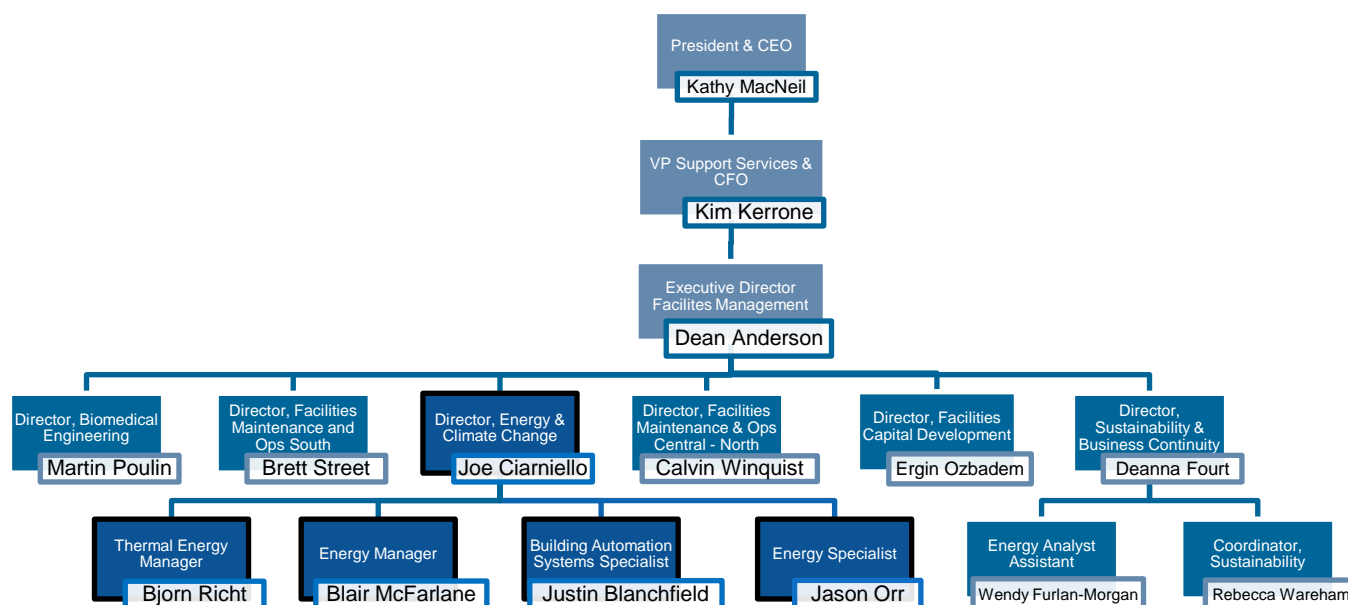 President & CEO
Kathy MacNeil
VP Support Services &
CFO
Kim Kerrone
Executive Director
Facilites Management
Dean Anderson
Director, Biomedical
Engineering
Martin Poulin
Director, Facilities
Maintenance and
Ops South
Brett Street
Director, Energy &
Climate Change
Joe Ciarniello
Director, Facilities
Maintenance & Ops
Central - North
Calvin Winquist
Director, Facilities
Capital Development
Ergin Ozbadem
Director,
Sustainability &
Business Continuity
Deanna Fourt
Thermal Energy
Manager
Bjorn Richt
Energy Manager
Blair McFarlane
Building Automation
Systems Specialist
Justin Blanchfield
Energy Specialist
Jason Orr
Energy Analyst
Assistant
Wendy Furlan-Morgan
Coordinator,
Sustainability
Rebecca Wareham